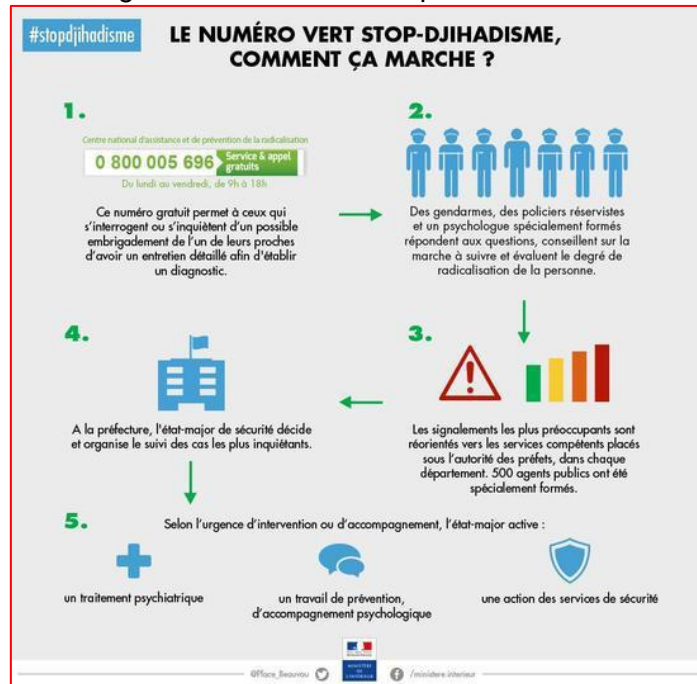 #stopdjihadisme
LE NUMÉRO VERT STOP-DJIHADISME,
COMMENT ÇA MARCHE ?
1.
Centre national d'assistance et de prévention de la radicalisation
0 800 005 696 Service & appel
gratuits
Du lundi au vendredi, de 9h à 18h
Ce numéro gratuit permet à ceux qui
s'interrogent ou s'inquiètent d'un possible
embrigadement de l'un de leurs proches
d'avoir un entretien détaillé afin d'établir
un diagnostic.
2.
Des gendarmes, des policiers réservistes
et un psychologue spécialement formés
répondent aux questions, conseillent sur la
marche à suivre et évaluent le degré de
radicalisation de la personne.
4.
A la préfecture, l'état-major de sécurité décide
et organise le suivi des cas les plus inquiétants.
3.
Les signalements les plus préoccupants sont
réorientés vers les services compétents placés
sous l'autorité des préfets, dans chaque
département. 500 agents publics ont été
spécialement formés.
5.
Selon l'urgence d'intervention ou d'accompagnement, l'état-major active :
un traitement psychiatrique
un travail de prévention,
d'accompagnement psychologique
une action des services de sécurité
@Place_Beauvau
MINISTÈRE
DE
L'INTÉRIEUR
/ministere.interieur